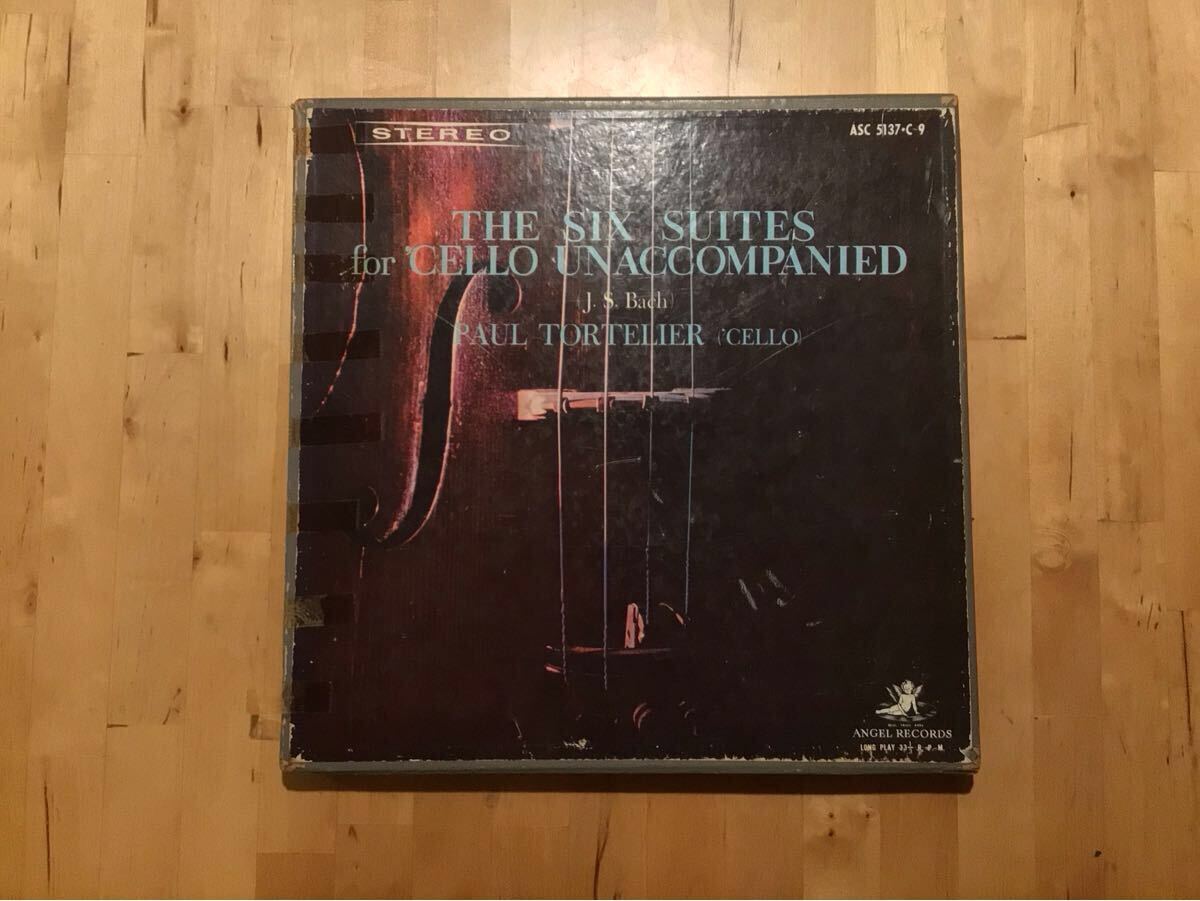 STEREO
ASC 5137•C-9
THE SIX SUITES
for 'CELLO UNACCOMPANIED
(J. S. Bach)
PAUL TORTELIER ('CELLO)
ANGEL RECORDS
LONG PLAY 33⅓ R. P. M.